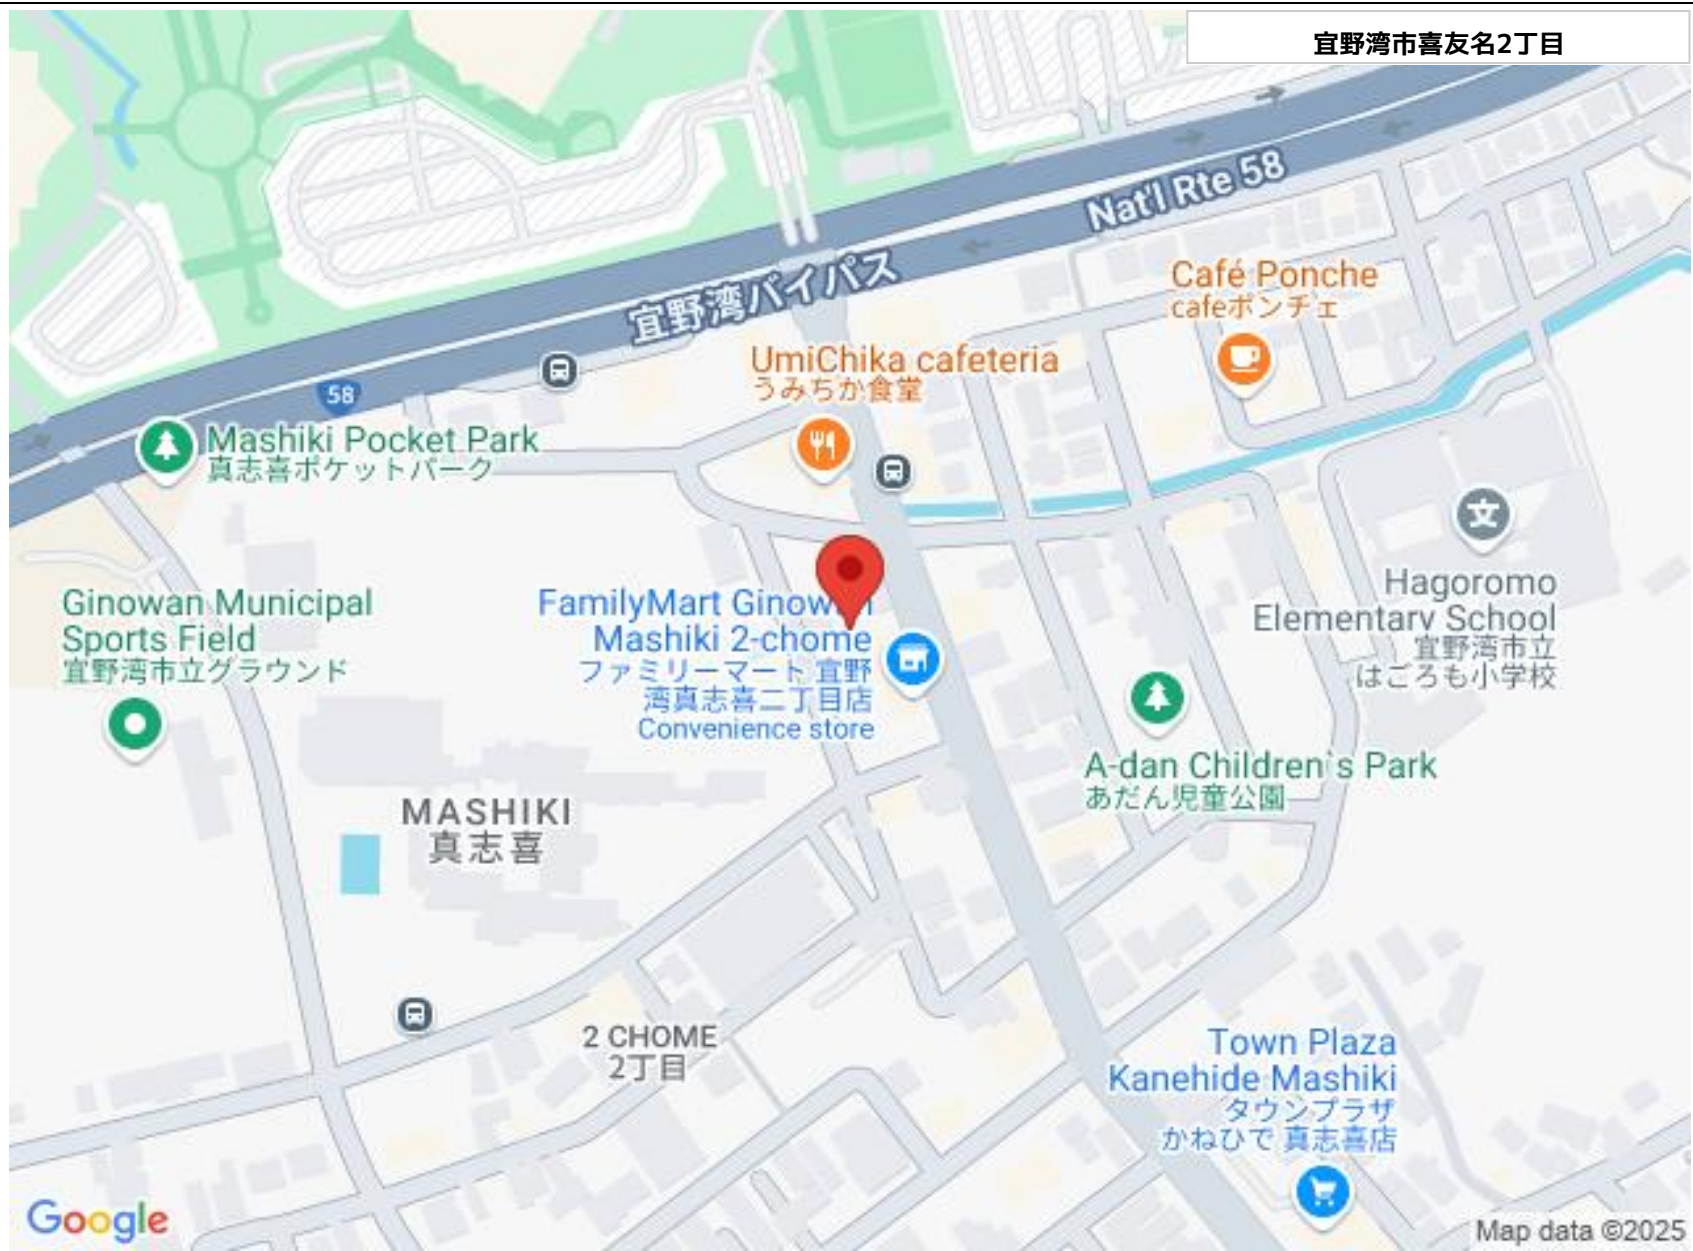 宜野湾市喜友名2丁目
Nat'l Rte 58
宜野湾バイパス
Café Ponche
cafeポンチェ
UmiChika cafeteria
うみちか食堂
58
Mashiki Pocket Park
真志喜ポケットパーク
文
Hagoromo
Elementary School
宜野湾市立
はごろも小学校
Ginowan Municipal
Sports Field
宜野湾市立グラウンド
FamilyMart Ginowan
Mashiki 2-chome
ファミリーマート 宜野
湾真志喜二丁目店
Convenience store
A-dan Children's Park
あだん児童公園
MASHIKI
真志喜
2 CHOME
2丁目
Town Plaza
Kanehide Mashiki
タウンプラザ
かねひで 真志喜店
Google
Map data ©2025